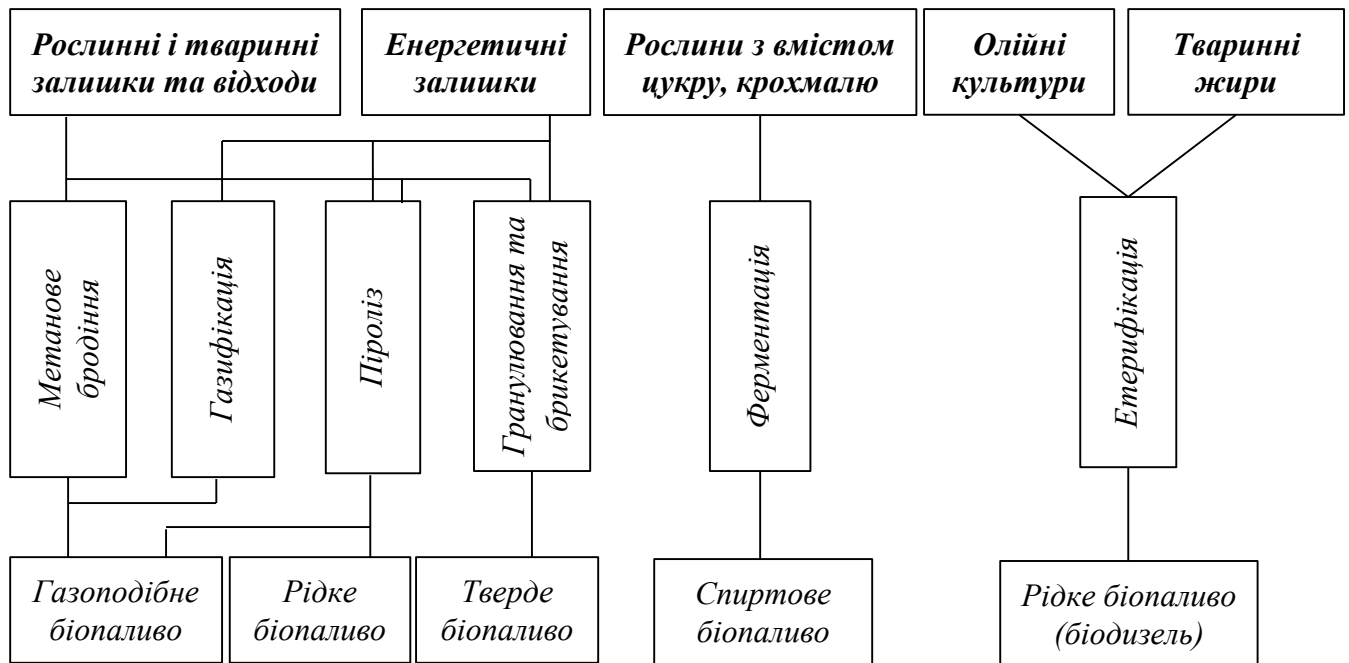 Рослинні і тваринні
залишки та відходи
Енергетичні
залишки
Рослини з вмістом
цукру, крохмалю
Олійні
культури
Тваринні
жири
Метанове
бродіння
Газифікація
Піроліз
Гранулювання та
брикетування
Ферментація
Етерифікація
Газоподібне
біопаливо
Рідке
біопаливо
Тверде
біопаливо
Спиртове
біопаливо
Рідке біопаливо
(біодизель)